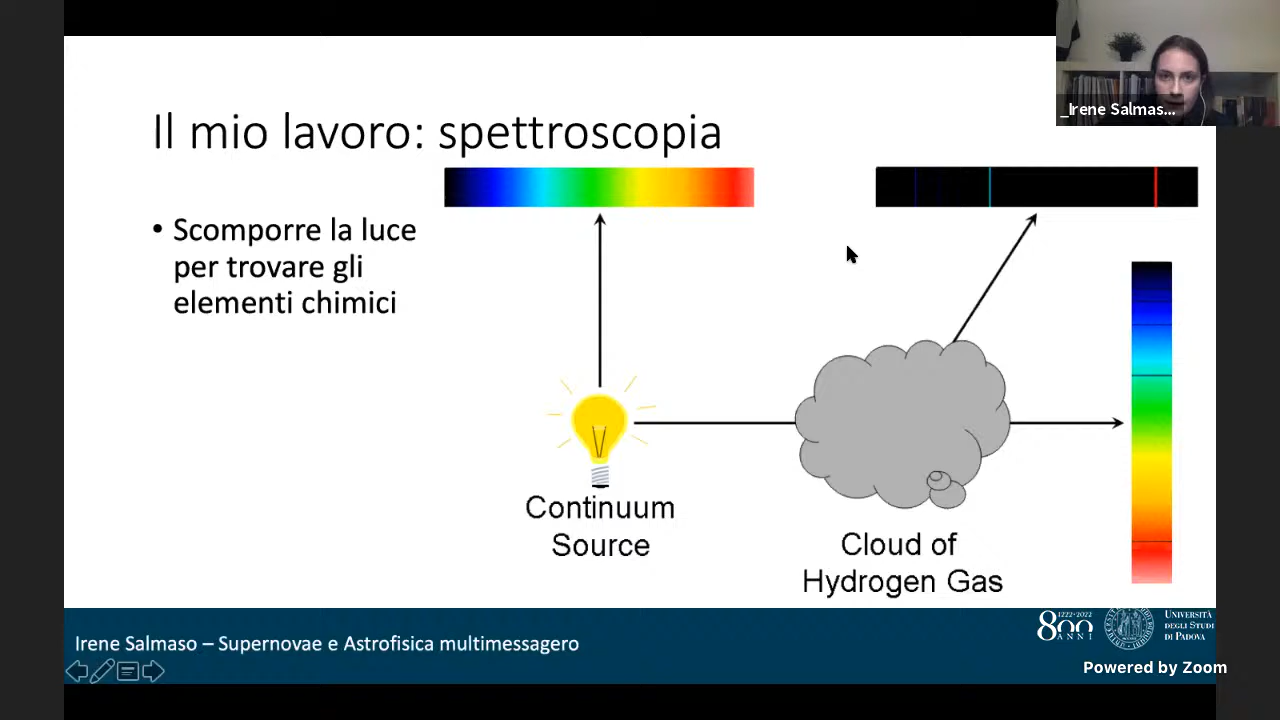 _Irene Salmas...
Il mio lavoro: spettroscopia
• Scomporre la luce
per trovare gli
elementi chimici
Continuum
Source
Cloud of
Hydrogen Gas
Irene Salmaso – Supernovae e Astrofisica multimessagero
1222·2022
800
ANNI
UNIVERSITÀ
DEGLI STUDI
DI PADOVA
Powered by Zoom